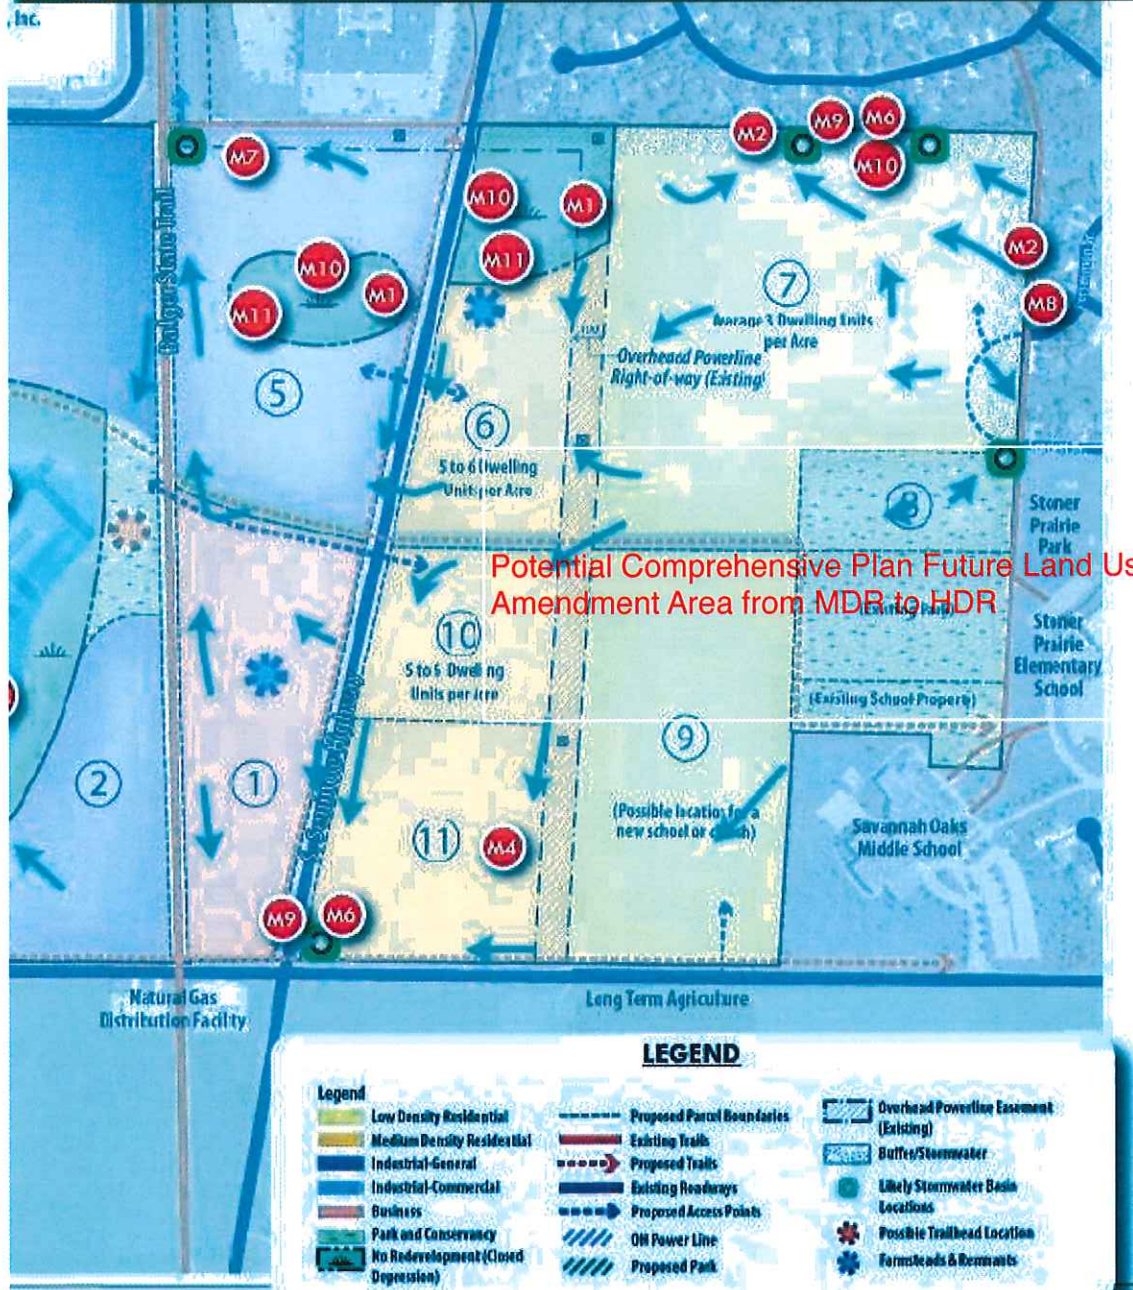 , Inc.
M7
M10
M1
M11
M2
M9
M6
M10
M10
M11
M1
M2
M8
7
Average 3 Dwelling Units
per Acre
Overhead Powerline
Right-of-way (Existing)
5
6
5 to 6 Dwelling
Units per Acre
8
Stoner
Prairie
Park
Potential Comprehensive Plan Future Land Us
Amendment Area from MDR to HDR
(Existing Park)
10
5 to 6 Dwelling
Units per Acre
Stoner
Prairie
Elementary
School
(Existing School Property)
2
1
9
(Possible location for a
new school or church)
11
M4
Savannah Oaks
Middle School
M9
M6
Natural Gas
Distribution Facility
Long Term Agriculture
LEGEND
Legend
Low Density Residential
Medium Density Residential
Industrial-General
Industrial-Commercial
Business
Park and Conservancy
No Redevelopment (Closed
Depression)
Proposed Parcel Boundaries
Existing Trails
Proposed Trails
Existing Roadways
Proposed Access Points
OH Power Line
Proposed Park
Overhead Powerline Easement
(Existing)
Buffer/Stormwater
Likely Stormwater Basin
Locations
Possible Trailhead Location
Farmsteads & Remnants